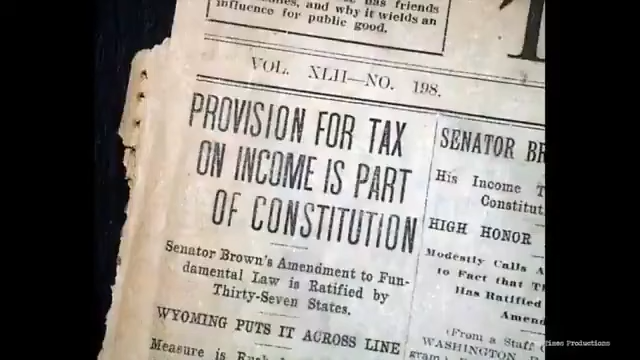 has friends
and why it wields an
influence for public good.
VOL. XLII—NO. 198.
PROVISION FOR TAX
ON INCOME IS PART
OF CONSTITUTION
Senator Brown's Amendment to Fun-
damental Law is Ratified by
Thirty-Seven States.
WYOMING PUTS IT ACROSS LINE
Measure is
SENATOR BR
His Income T
Constitut
HIGH HONOR
Modestly Calls A
to Fact that Th
Has Ratified
Amend
(From a Staff
WASHINGTON, D
gram
Times Productions